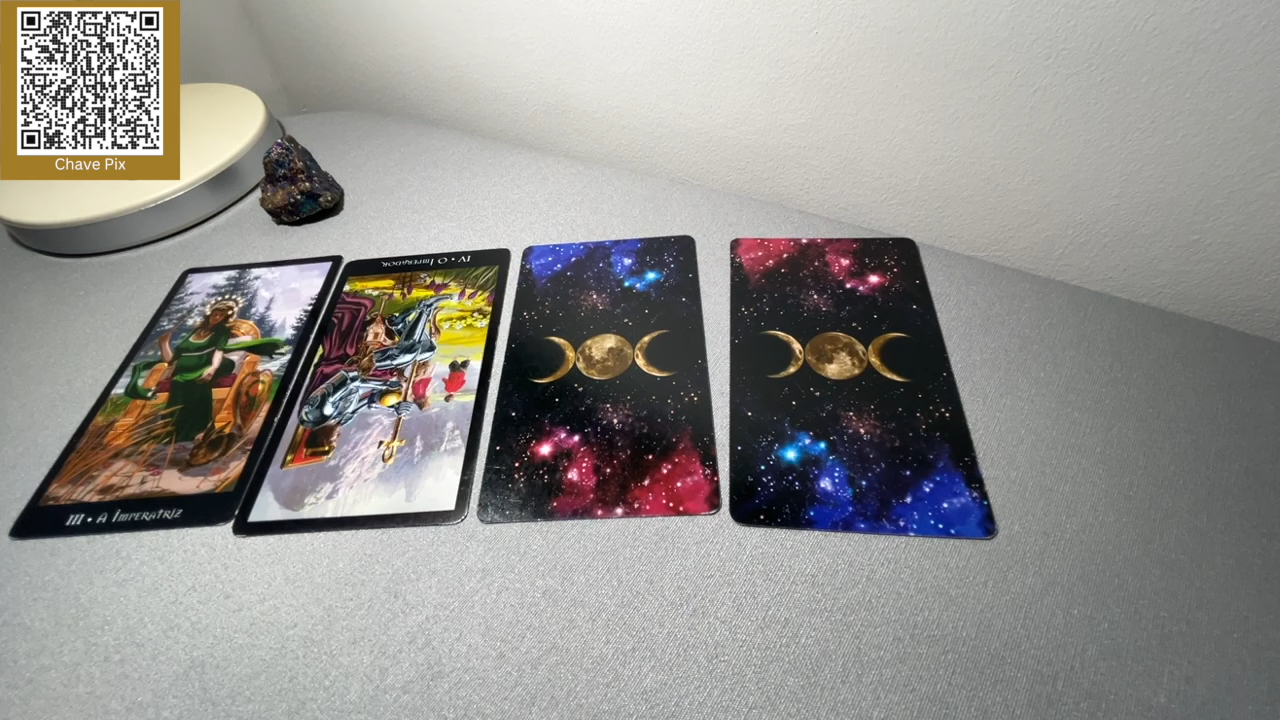 Chave Pix
III • A IMPERATRIZ
IV • O IMPERADOR